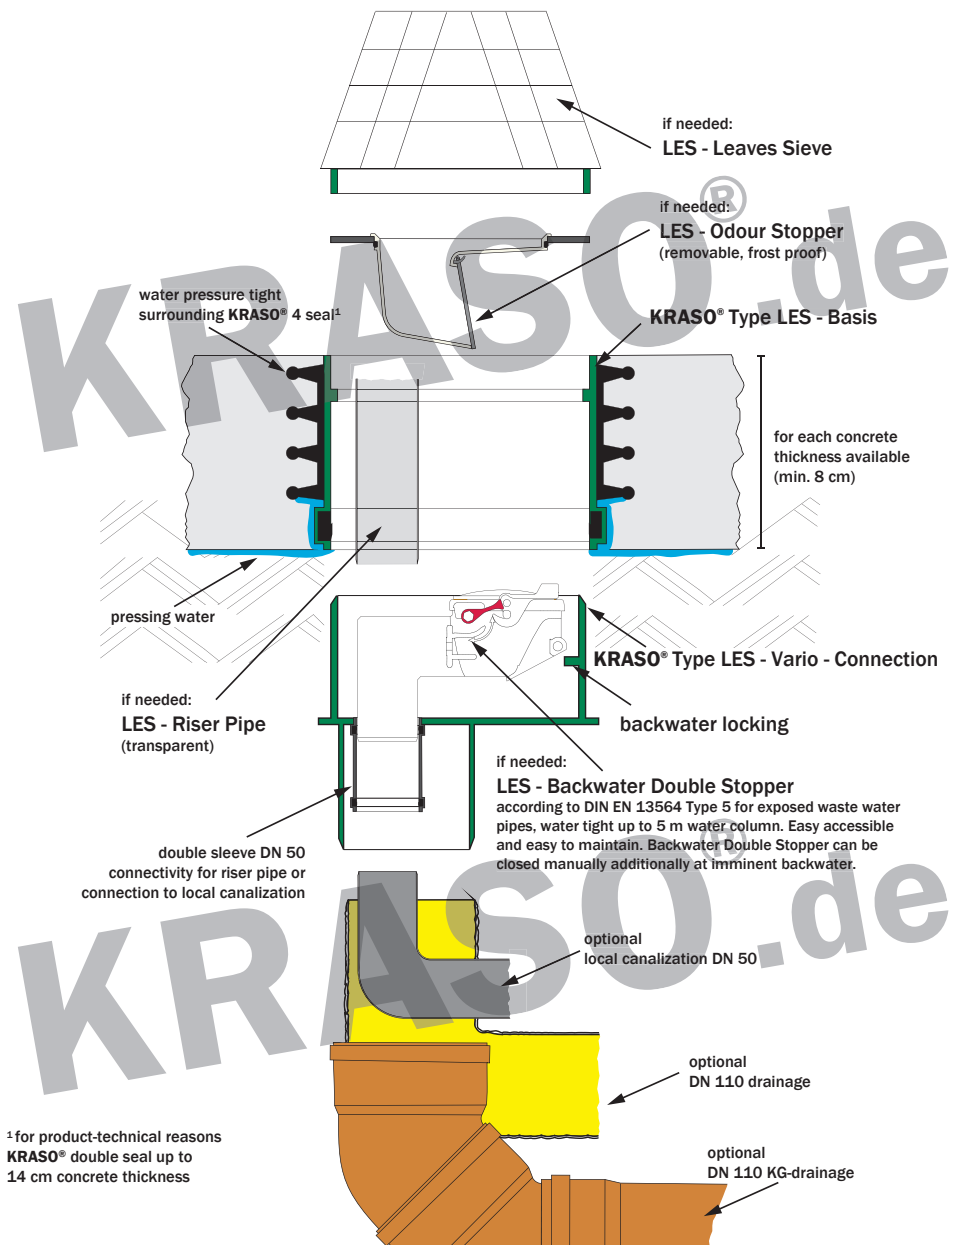 if needed:
LES - Leaves Sieve
KRASO®.de
if needed:
LES - Odour Stopper
(removable, frost proof)
water pressure tight
surrounding KRASO® 4 seal¹
KRASO® Type LES - Basis
for each concrete
thickness available
(min. 8 cm)
pressing water
KRASO® Type LES - Vario - Connection
if needed:
LES - Riser Pipe
(transparent)
backwater locking
if needed:
LES - Backwater Double Stopper
according to DIN EN 13564 Type 5 for exposed waste water
pipes, water tight up to 5 m water column. Easy accessible
and easy to maintain. Backwater Double Stopper can be
closed manually additionally at imminent backwater.
double sleeve DN 50
connectivity for riser pipe or
connection to local canalization
KRASO®.de
optional
local canalization DN 50
optional
DN 110 drainage
¹ for product-technical reasons
KRASO® double seal up to
14 cm concrete thickness
optional
DN 110 KG-drainage